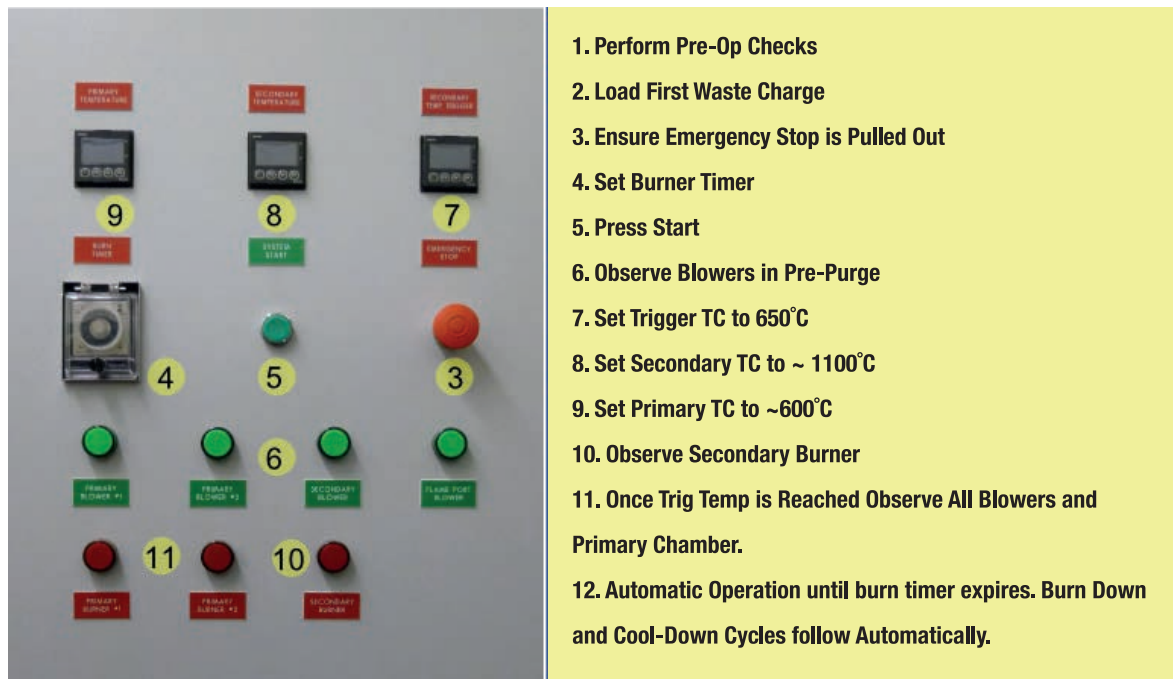 PRIMARY
TEMPERATURE
SECONDARY
TEMPERATURE
SECONDARY
TEMP TRIGGER
9
8
7
BURN
TIMER
SYSTEM
START
EMERGENCY
STOP
4
5
3
6
PRIMARY
BLOWER #1
PRIMARY
BLOWER #2
SECONDARY
BLOWER
FLAME PORT
BLOWER
11
10
PRIMARY
BURNER #1
PRIMARY
BURNER #2
SECONDARY
BURNER
1. Perform Pre-Op Checks
2. Load First Waste Charge
3. Ensure Emergency Stop is Pulled Out
4. Set Burner Timer
5. Press Start
6. Observe Blowers in Pre-Purge
7. Set Trigger TC to 650°C
8. Set Secondary TC to ~ 1100°C
9. Set Primary TC to ~600°C
10. Observe Secondary Burner
11. Once Trig Temp is Reached Observe All Blowers and
Primary Chamber.
12. Automatic Operation until burn timer expires. Burn Down
and Cool-Down Cycles follow Automatically.